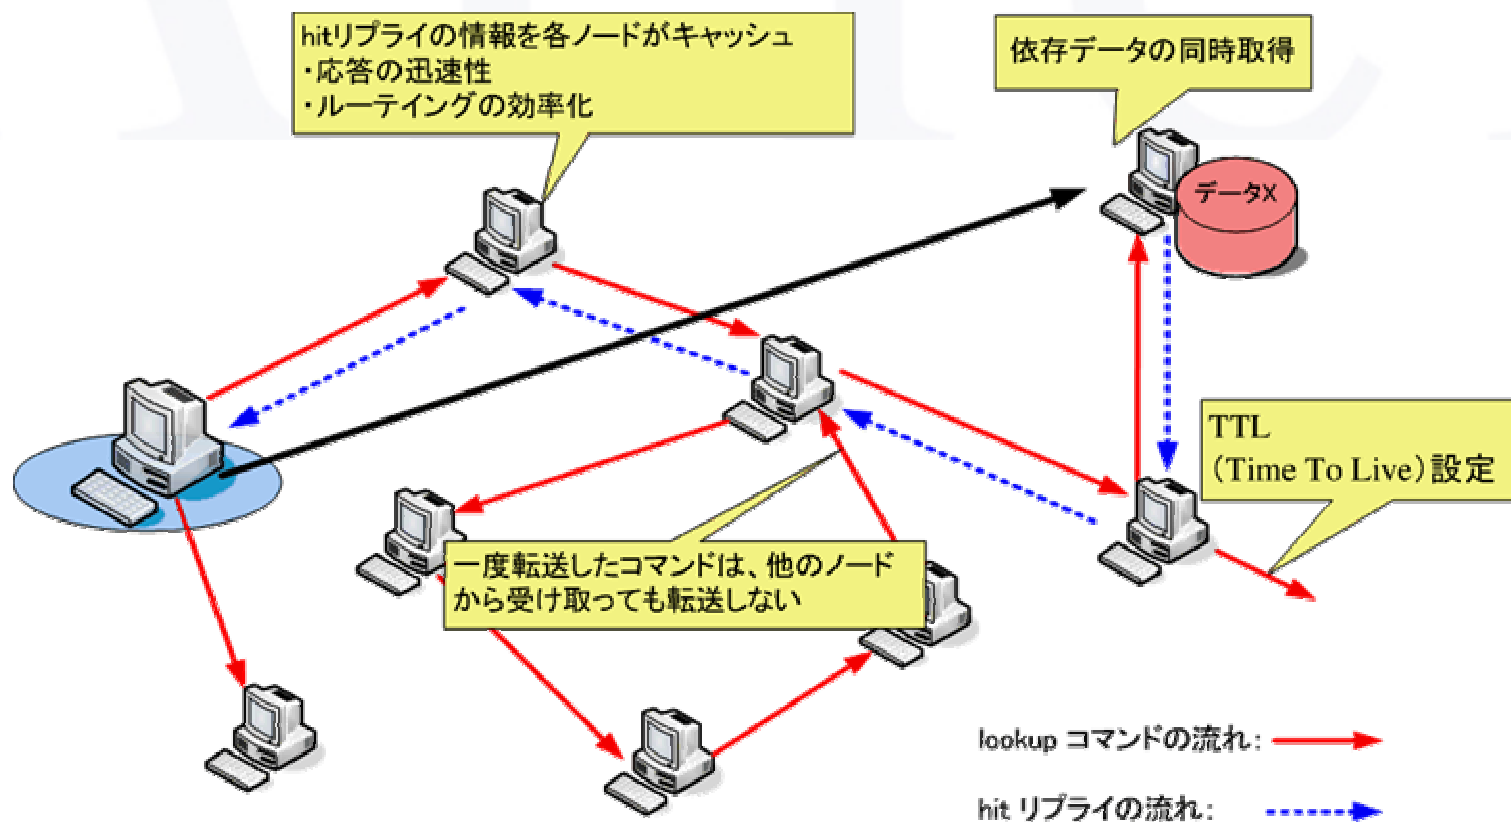 hitリプライの情報を各ノードがキャッシュ
・応答の迅速性
・ルーテイングの効率化
依存データの同時取得
データX
TTL
（Time To Live）設定
一度転送したコマンドは、他のノード
から受け取っても転送しない
lookup コマンドの流れ:
hit リプライの流れ: